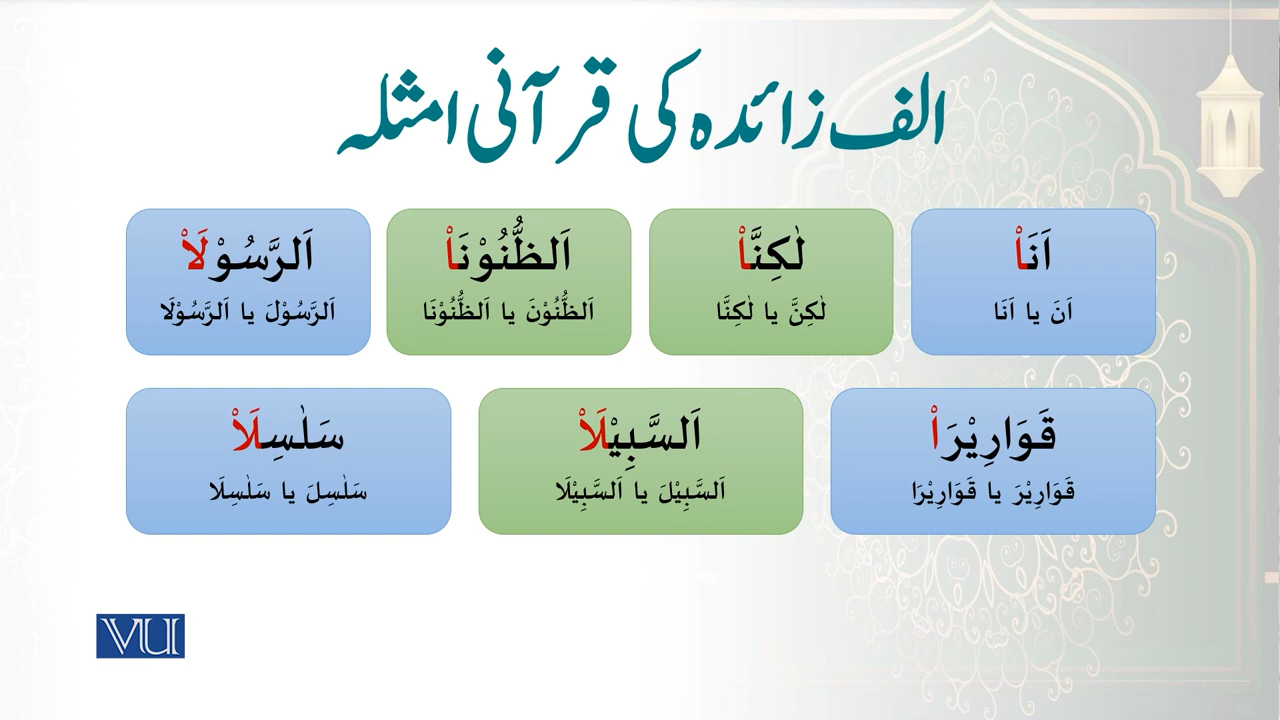 الف زائدہ کی قرآنی امثلہ
اَنَا۠
اَنَ یا اَنَا
لٰكِنَّا۠
لٰكِنَّ یا لٰكِنَّا
اَلظُّنُوْنَا۠
اَلظُّنُوْنَ یا اَلظُّنُوْنَا
اَلرَّسُوْلَا۠
اَلرَّسُوْلَ یا اَلرَّسُوْلَا
قَوَارِيْرَا۠
قَوَارِيْرَ یا قَوَارِيْرَا
اَلسَّبِيْلَا۠
اَلسَّبِيْلَ یا اَلسَّبِيْلَا
سَلٰسِلَا۠
سَلٰسِلَ یا سَلٰسِلَا
VU